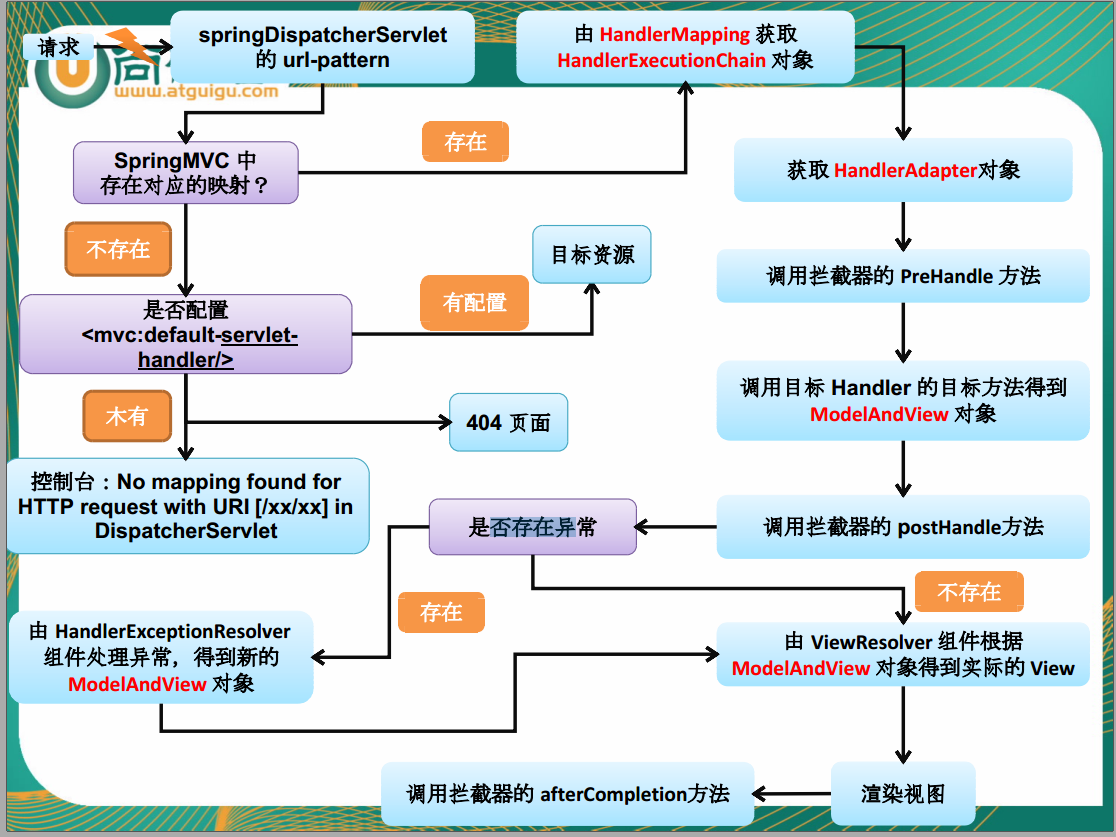 请求
springDispatcherServlet
的 url-pattern
由 HandlerMapping 获取
HandlerExecutionChain 对象
www.atguigu.com
存在
SpringMVC 中
存在对应的映射？
获取 HandlerAdapter对象
不存在
目标资源
调用拦截器的 PreHandle 方法
有配置
是否配置
<mvc:default-servlet-
handler/>
调用目标 Handler 的目标方法得到
ModelAndView 对象
木有
404 页面
控制台：No mapping found for
HTTP request with URI [/xx/xx] in
DispatcherServlet
是否存在异常
调用拦截器的 postHandle方法
不存在
存在
由 HandlerExceptionResolver
组件处理异常，得到新的
ModelAndView 对象
由 ViewResolver 组件根据
ModelAndView 对象得到实际的 View
调用拦截器的 afterCompletion方法
渲染视图